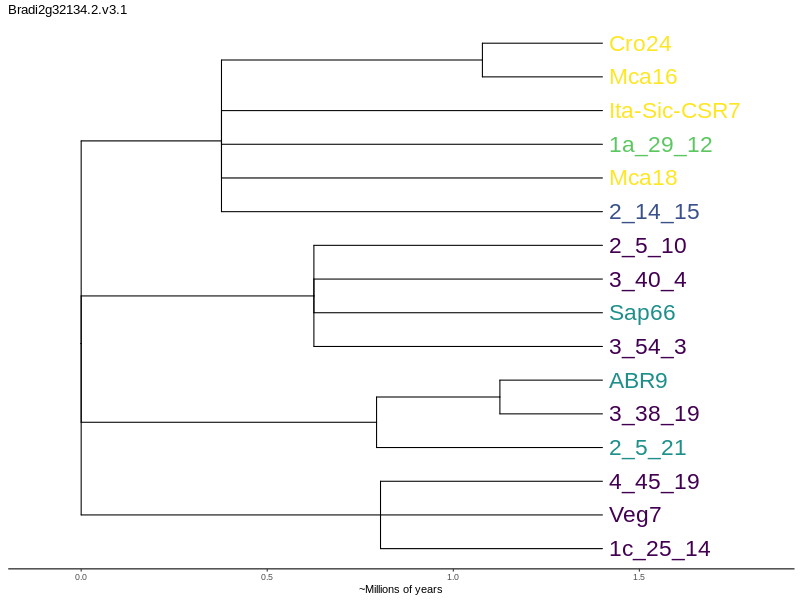 Bradi2g32134.2.v3.1
Cro24
Mca16
Ita-Sic-CSR7
1a_29_12
Mca18
2_14_15
2_5_10
3_40_4
Sap66
3_54_3
ABR9
3_38_19
2_5_21
4_45_19
Veg7
1c_25_14
0.0 0.5 1.0 1.5
~Millions of years